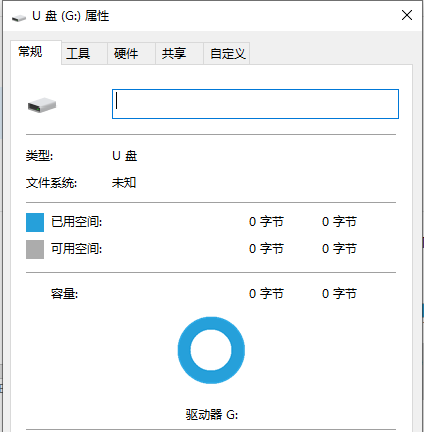 U 盘 (G:) 属性
常规 工具 硬件 共享 自定义
类型: U 盘
文件系统: 未知
已用空间: 0 字节 0 字节
可用空间: 0 字节 0 字节
容量: 0 字节 0 字节
驱动器 G: